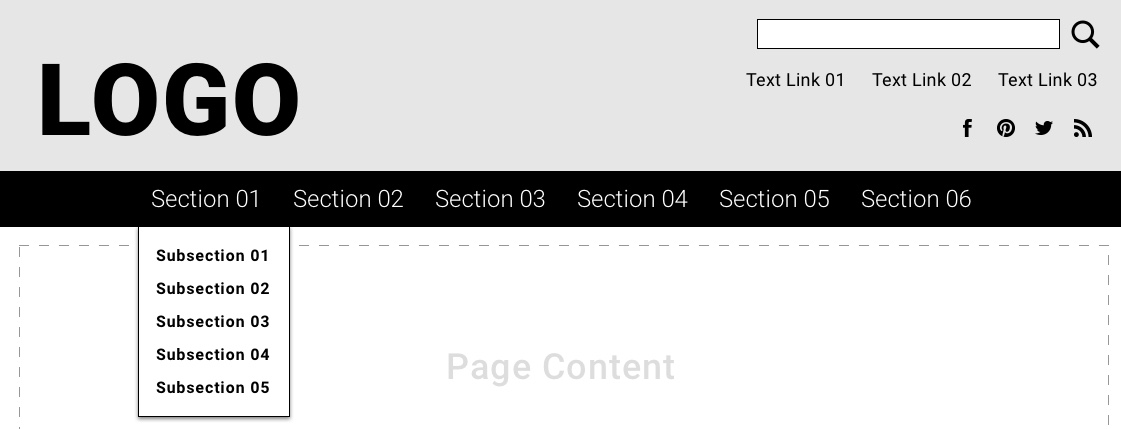 LOGO
Text Link 01 Text Link 02 Text Link 03
Section 01 Section 02 Section 03 Section 04 Section 05 Section 06
Subsection 01
Subsection 02
Subsection 03
Subsection 04
Subsection 05
Page Content